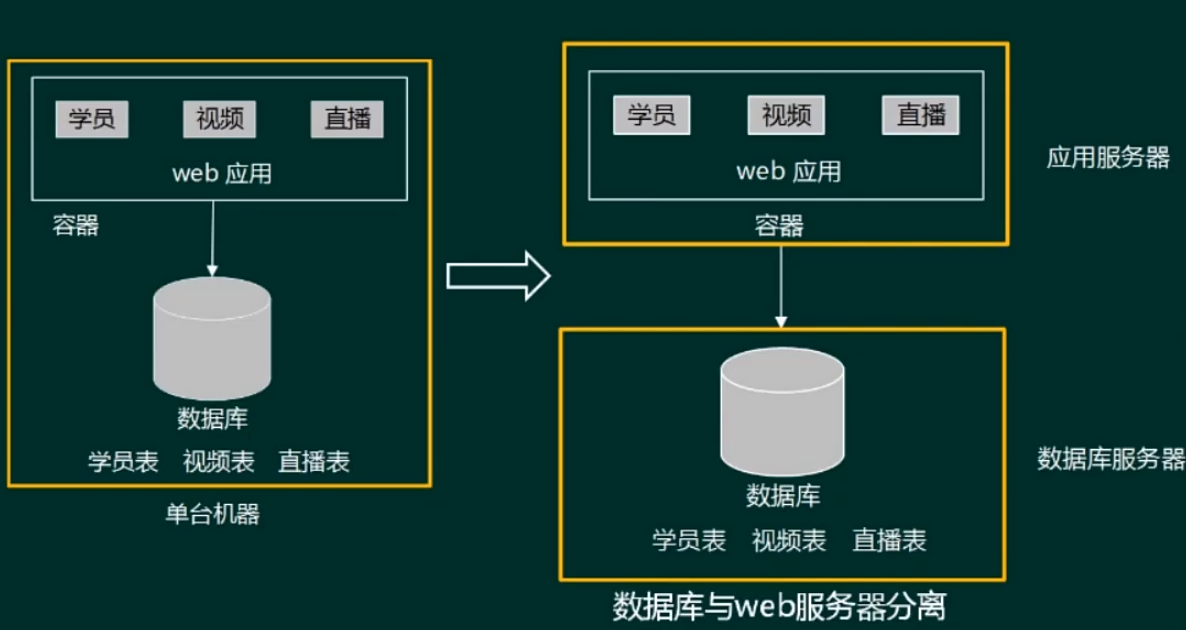 学员 视频 直播
web 应用
容器
数据库
学员表 视频表 直播表
单台机器
学员 视频 直播
web 应用
容器
应用服务器
数据库
学员表 视频表 直播表
数据库服务器
数据库与web服务器分离